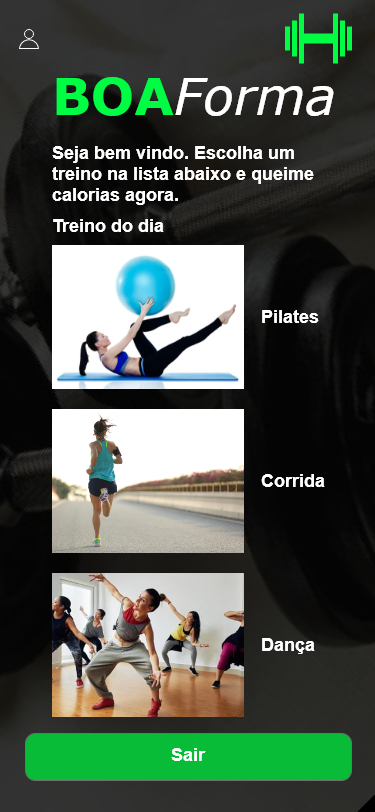 BOAForma
Seja bem vindo. Escolha um
treino na lista abaixo e queime
calorias agora.
Treino do dia
Pilates
Corrida
Dança
Sair